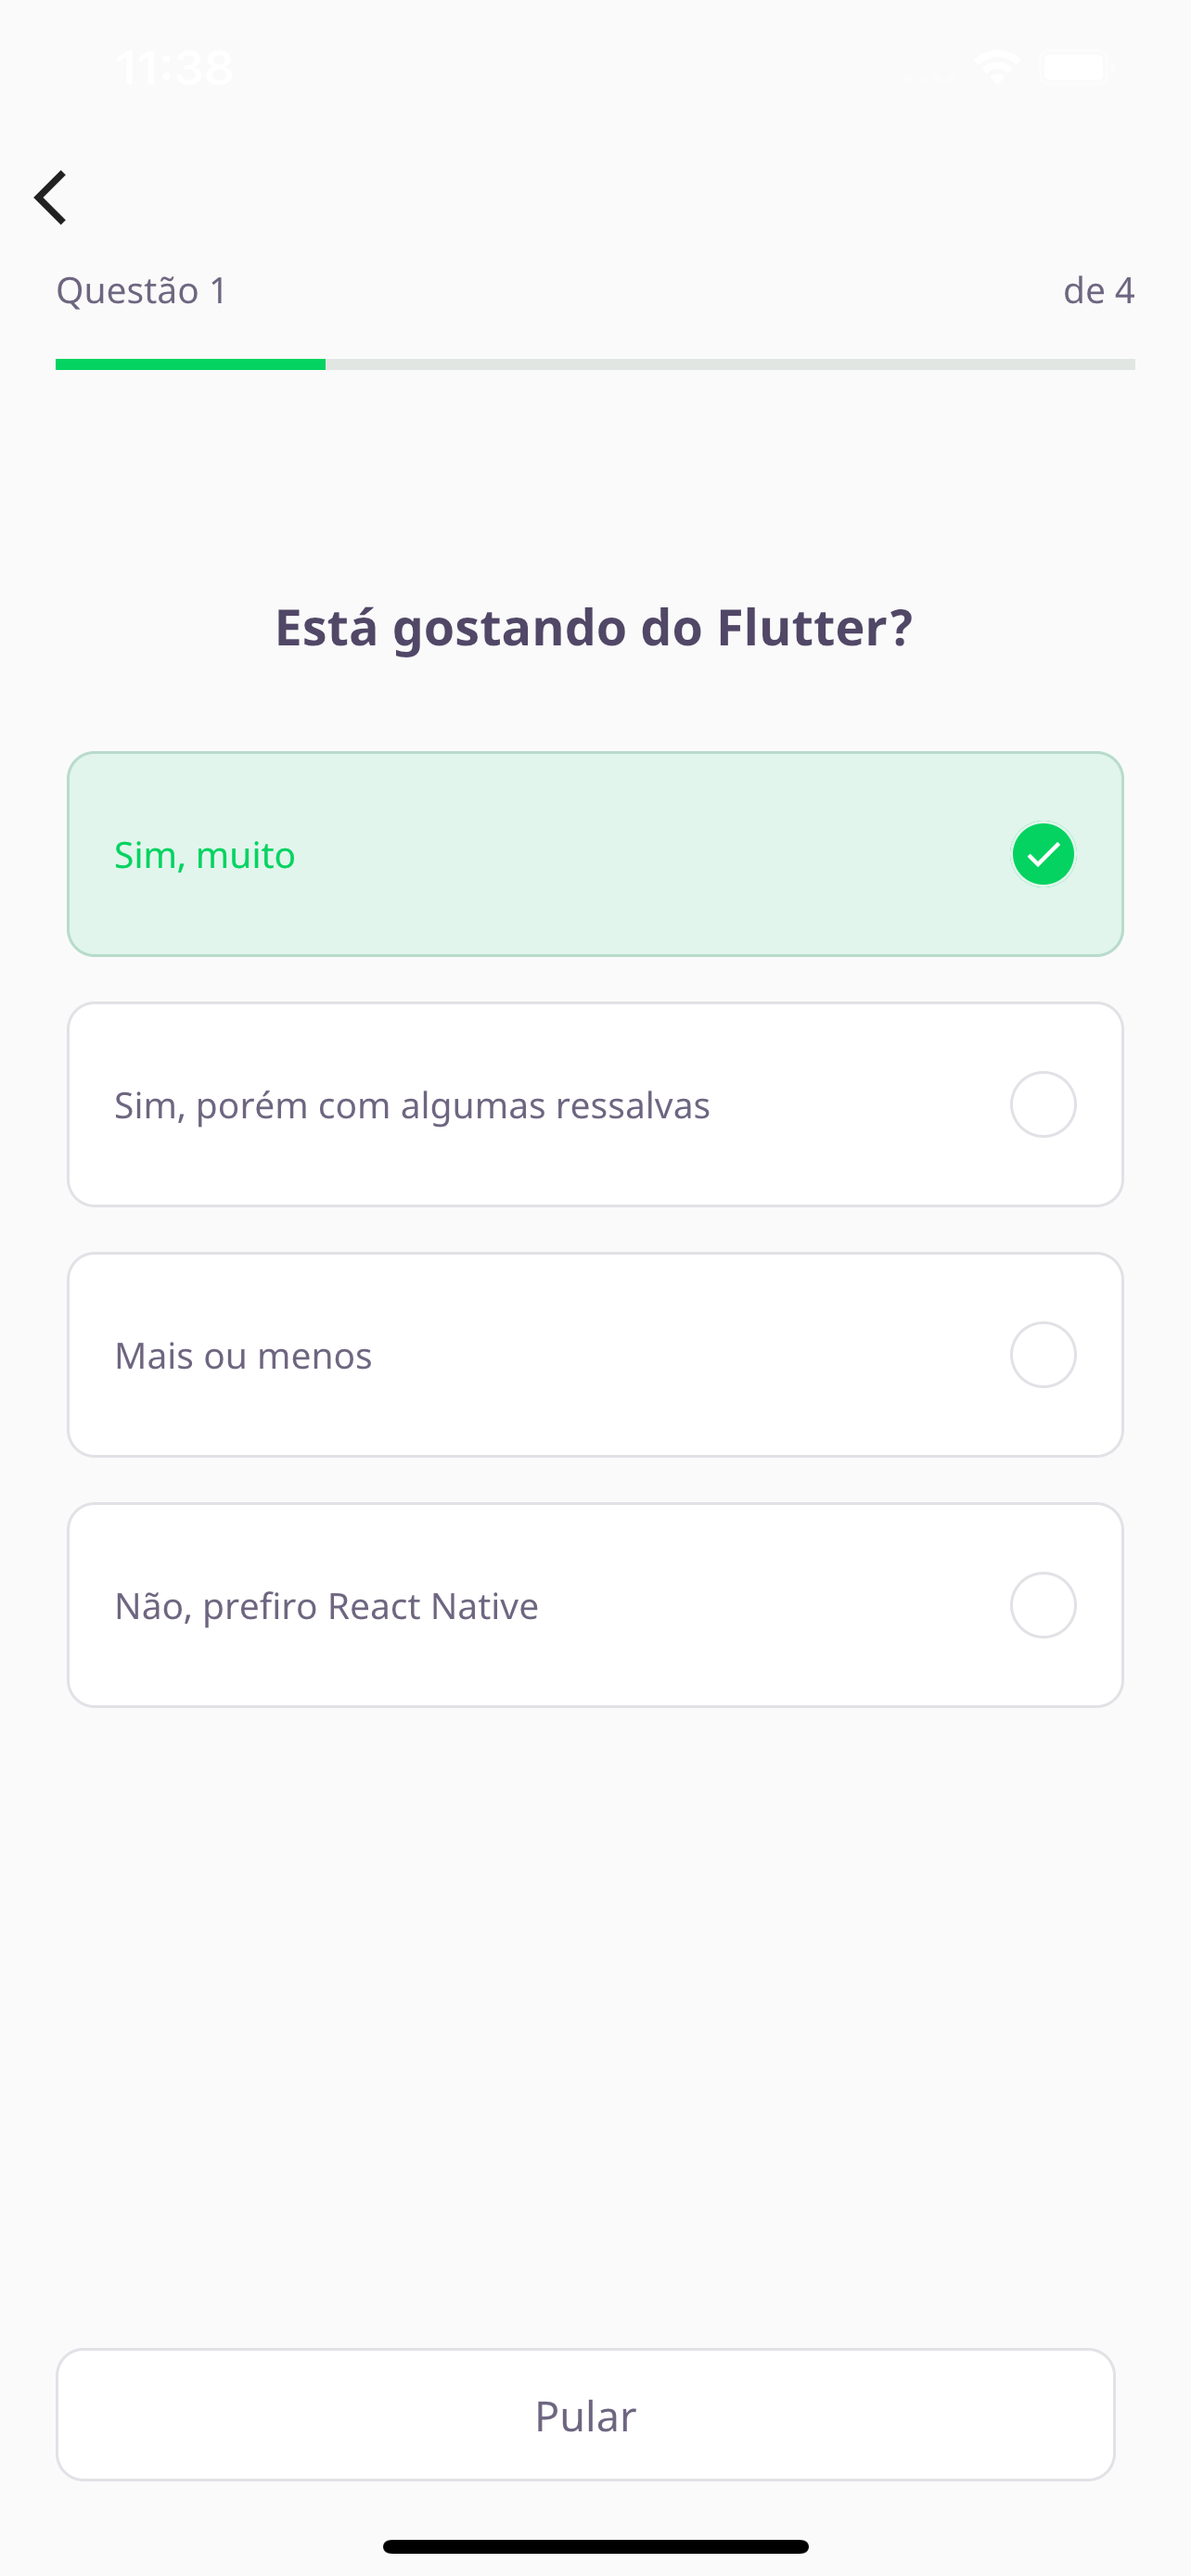 11:38
Questão 1
de 4
Está gostando do Flutter?
Sim, muito
Sim, porém com algumas ressalvas
Mais ou menos
Não, prefiro React Native
Pular